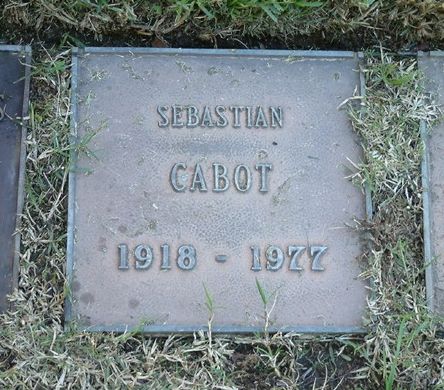 SEBASTIAN
CABOT
1918 - 1977